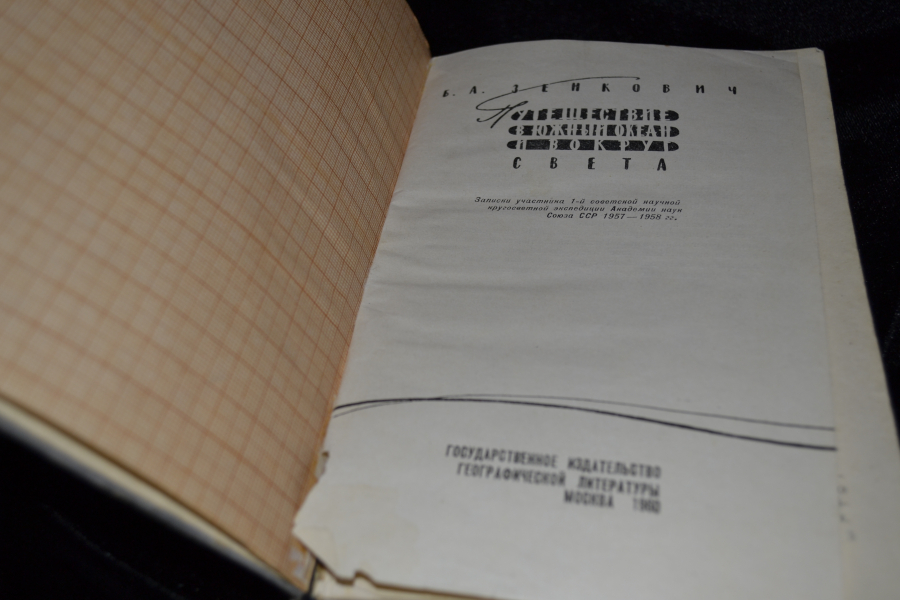 Б. А. ЗЕНКОВИЧ
ПУТЕШЕСТВИЕ
В ЮЖНЫЙ ОКЕАН
И ВОКРУГ
СВЕТА
Записки участника 1-й советской научной
кругосветной экспедиции Академии наук
Союза ССР 1957—1958 гг.
ГОСУДАРСТВЕННОЕ ИЗДАТЕЛЬСТВО
ГЕОГРАФИЧЕСКОЙ ЛИТЕРАТУРЫ
МОСКВА 1960